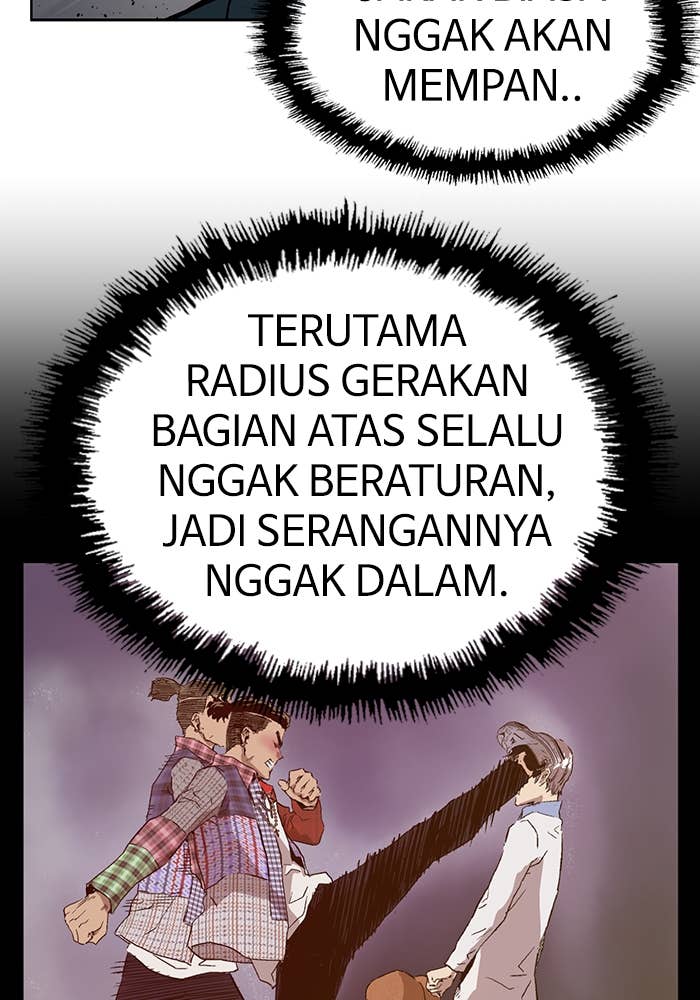 NGGAK AKAN
MEMPAN..
TERUTAMA
RADIUS GERAKAN
BAGIAN ATAS SELALU
NGGAK BERATURAN,
JADI SERANGANNYA
NGGAK DALAM.